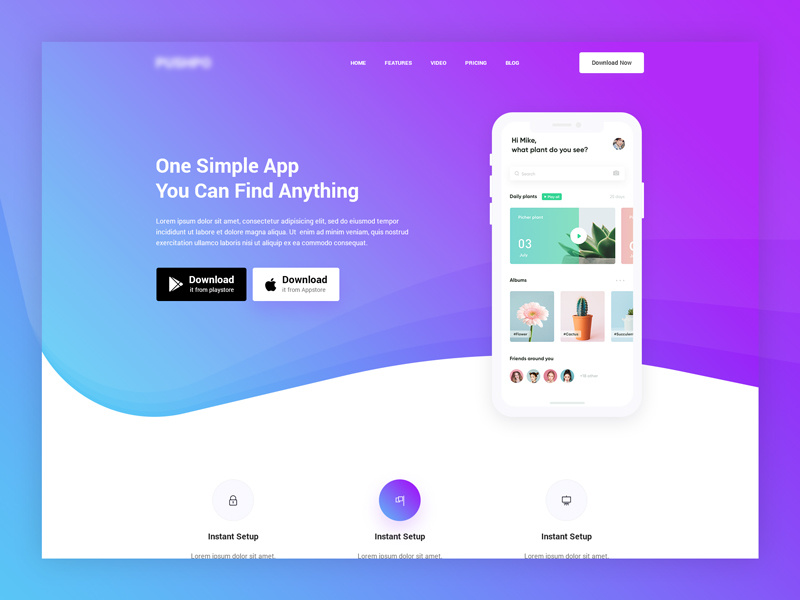 HOME FEATURES VIDEO PRICING BLOG
Download Now
One Simple App
You Can Find Anything
Lorem ipsum dolor sit amet, consectetur adipisicing elit, sed do eiusmod tempor
incididunt ut labore et dolore magna aliqua. Ut enim ad minim veniam, quis nostrud
exercitation ullamco laboris nisi ut aliquip ex ea commodo consequat.
Download
it from playstore
Download
it from Appstore
Hi Mike,
what plant do you see?
Search
Daily plants
03
Albums
#Flower
#Cactus
#Succulent
Friends around you
Instant Setup
Lorem ipsum dolor sit amet,
Instant Setup
Lorem ipsum dolor sit amet,
Instant Setup
Lorem ipsum dolor sit amet,